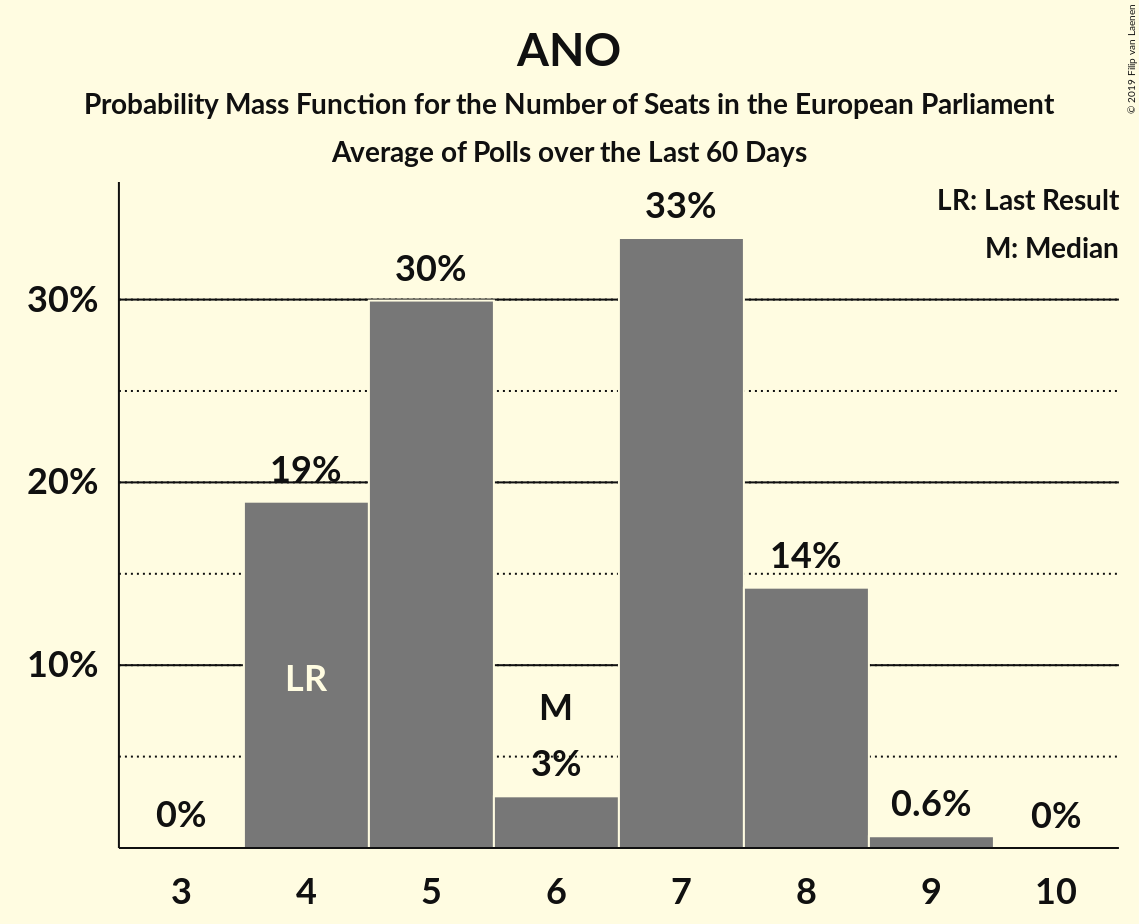 ANO
Probability Mass Function for the Number of Seats in the European Parliament
Average of Polls over the Last 60 Days
© 2019 Filip van Laenen
LR: Last Result
M: Median
33%
30%
30%
19%
20%
14%
10%
LR
M
3%
0%
0.6%
0%
3 4 5 6 7 8 9 10